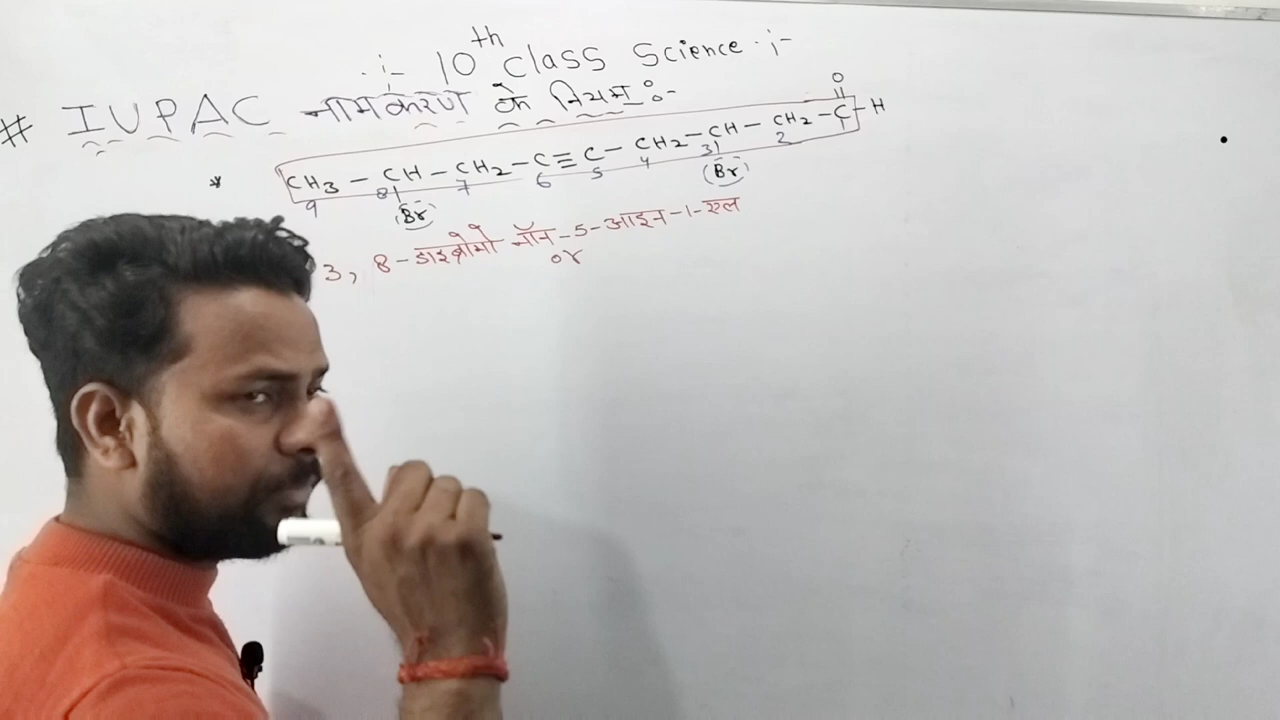 :- 10th class Science :-
# IUPAC नामकरण के नियम :-
* CH3 - CH - CH2 - C ≡ C - CH2 - CH - CH2 - C - H
O
9 8 7 6 5 4 3 2 1
Br Br
3, 8 - डाइब्रोमो नॉन - 5 - आइन - 1 - एल
or